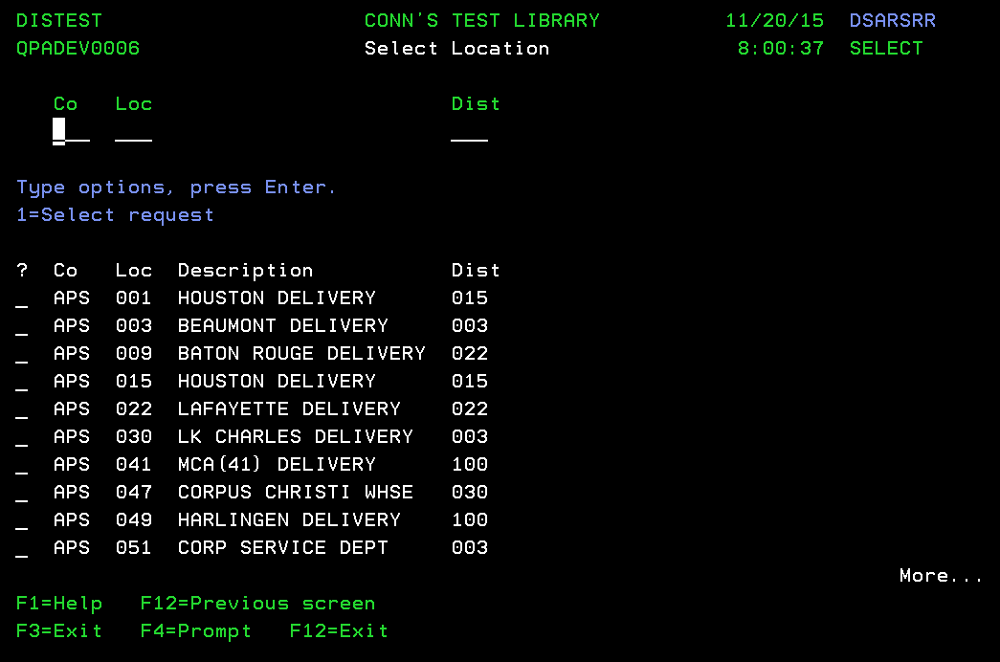 DISTEST CONN'S TEST LIBRARY 11/20/15 DSARSRR
QPADEV0006 Select Location 8:00:37 SELECT
Co Loc Dist
Type options, press Enter.
1=Select request
? Co Loc Description Dist
_ APS 001 HOUSTON DELIVERY 015
_ APS 003 BEAUMONT DELIVERY 003
_ APS 009 BATON ROUGE DELIVERY 022
_ APS 015 HOUSTON DELIVERY 015
_ APS 022 LAFAYETTE DELIVERY 022
_ APS 030 LK CHARLES DELIVERY 003
_ APS 041 MCA(41) DELIVERY 100
_ APS 047 CORPUS CHRISTI WHSE 030
_ APS 049 HARLINGEN DELIVERY 100
_ APS 051 CORP SERVICE DEPT 003
More...
F1=Help F12=Previous screen
F3=Exit F4=Prompt F12=Exit